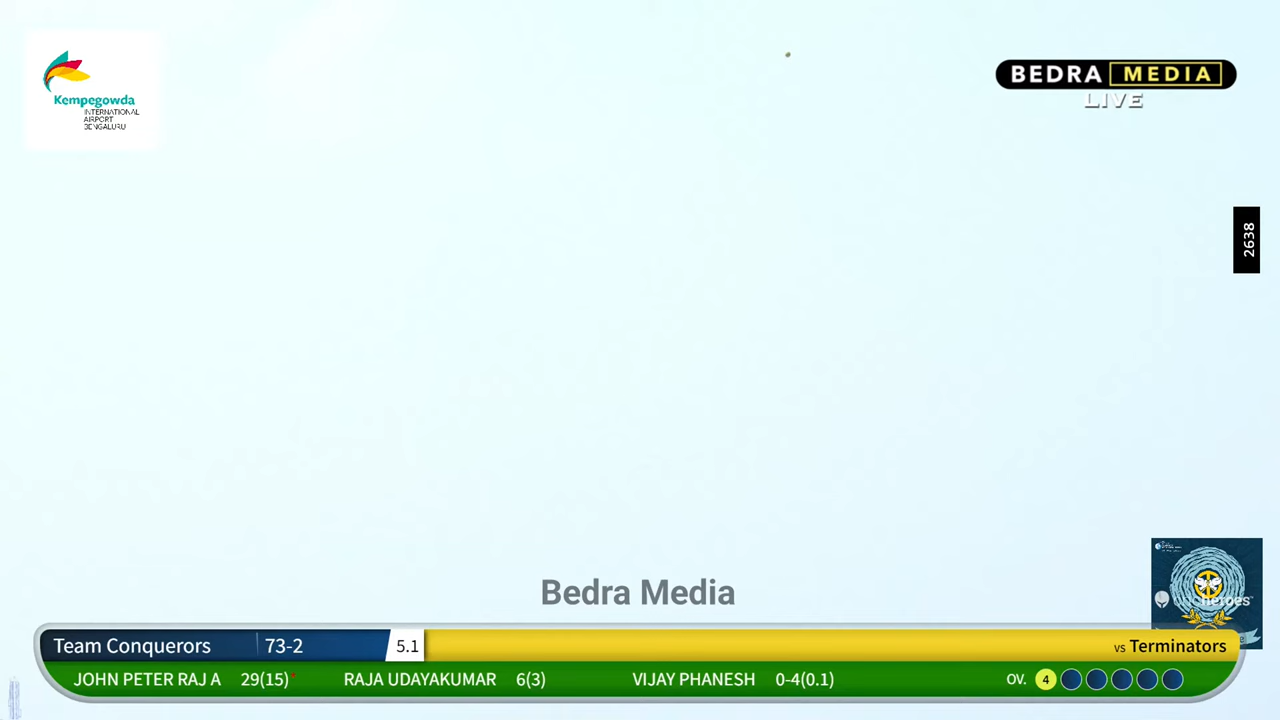 Kempegowda
INTERNATIONAL
AIRPORT
BENGALURU
BEDRA MEDIA
LIVE
2638
Bedra Media
Team Conquerors 73-2 5.1 vs Terminators
JOHN PETER RAJ A 29(15) RAJA UDAYAKUMAR 6(3) VIJAY PHANESH 0-4(0.1) OV. 4